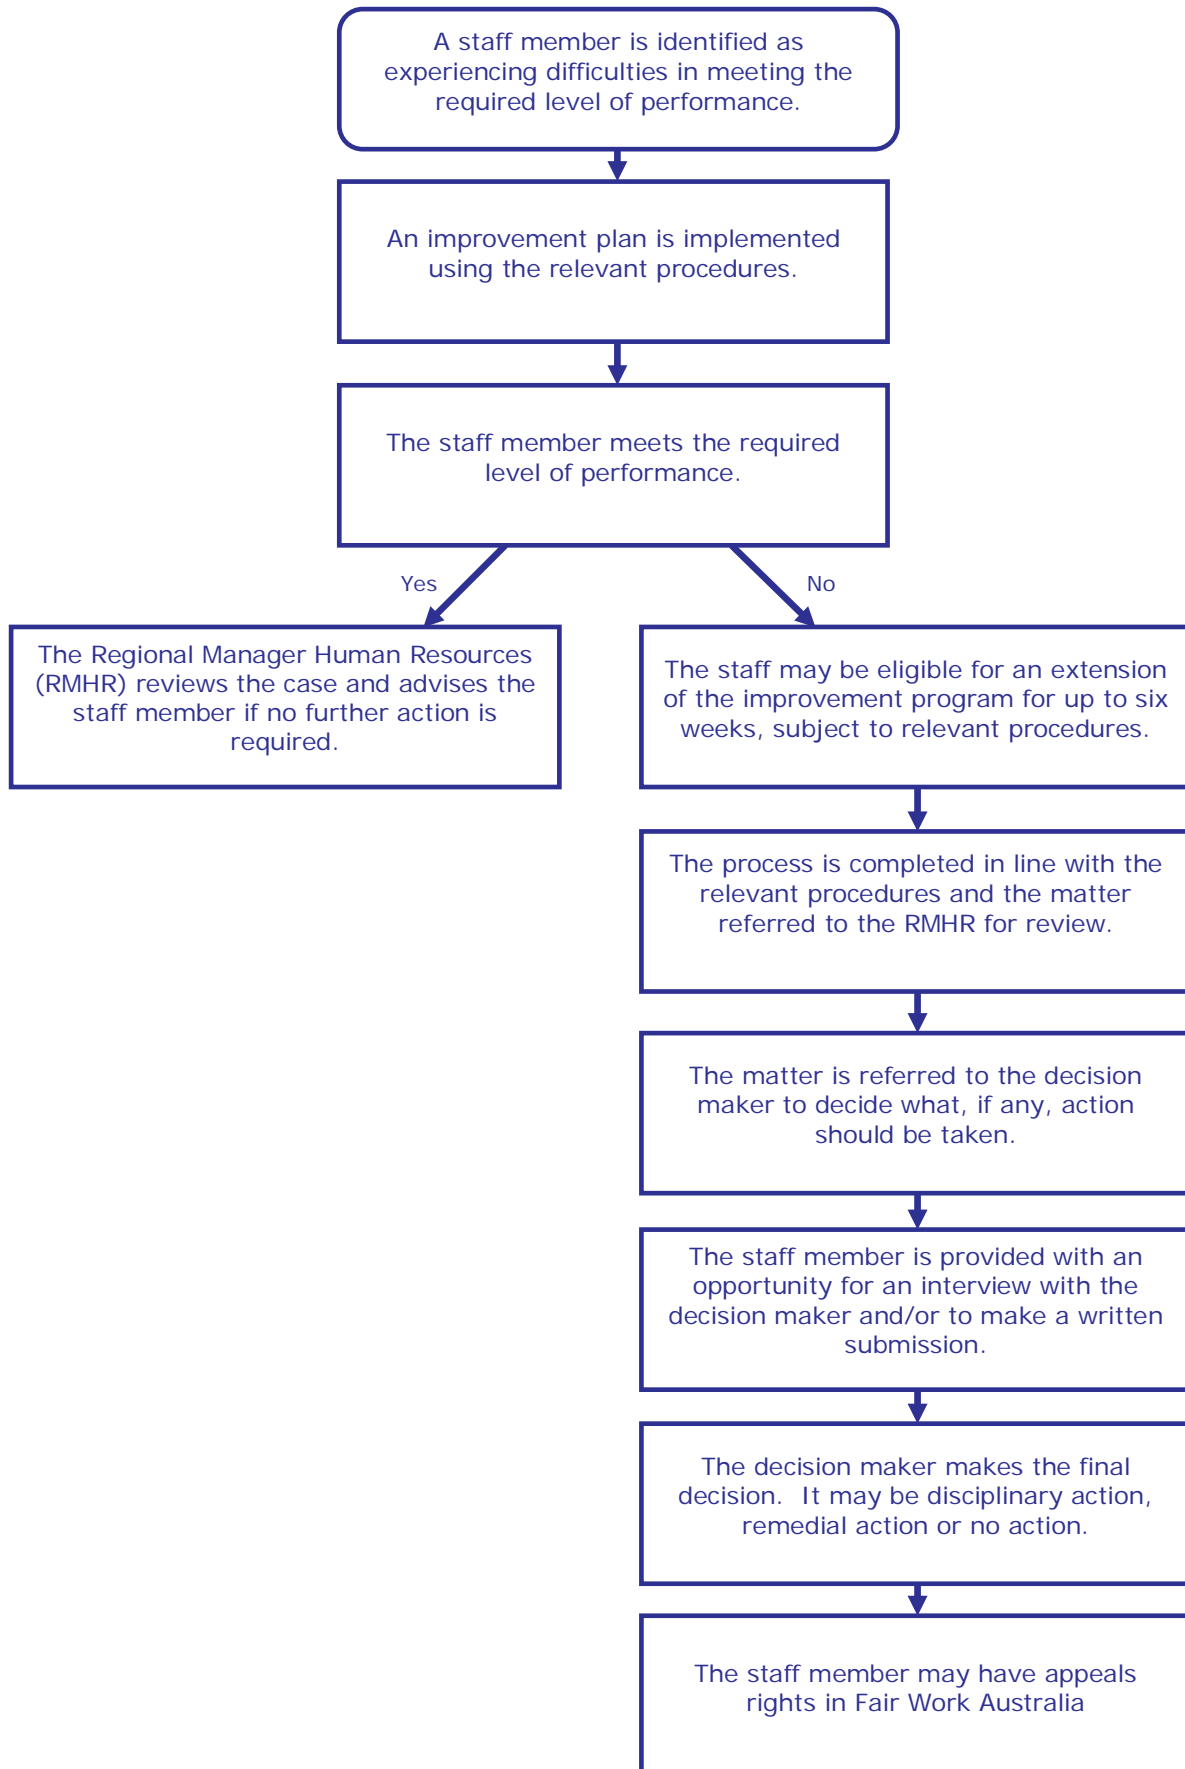 A staff member is identified as
experiencing difficulties in meeting the
required level of performance.
An improvement plan is implemented
using the relevant procedures.
The staff member meets the required
level of performance.
Yes
No
The Regional Manager Human Resources
(RMHR) reviews the case and advises the
staff member if no further action is
required.
The staff may be eligible for an extension
of the improvement program for up to six
weeks, subject to relevant procedures.
The process is completed in line with the
relevant procedures and the matter
referred to the RMHR for review.
The matter is referred to the decision
maker to decide what, if any, action
should be taken.
The staff member is provided with an
opportunity for an interview with the
decision maker and/or to make a written
submission.
The decision maker makes the final
decision.  It may be disciplinary action,
remedial action or no action.
The staff member may have appeals
rights in Fair Work Australia